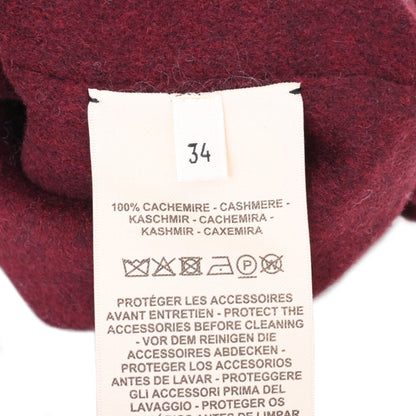 34
100% CACHEMIRE - CASHMERE -
KASCHMIR - CACHEMIRA -
KASHMIR - CAXEMIRA
P
PROTÉGER LES ACCESSOIRES
AVANT ENTRETIEN - PROTECT THE
ACCESSORIES BEFORE CLEANING
- VOR DEM REINIGEN DIE
ACCESSOIRES ABDECKEN -
PROTEGER LOS ACCESORIOS
ANTES DE LAVAR - PROTEGGERE
GLI ACCESSORI PRIMA DEL
LAVAGGIO - PROTEGER OS
ANTES DE